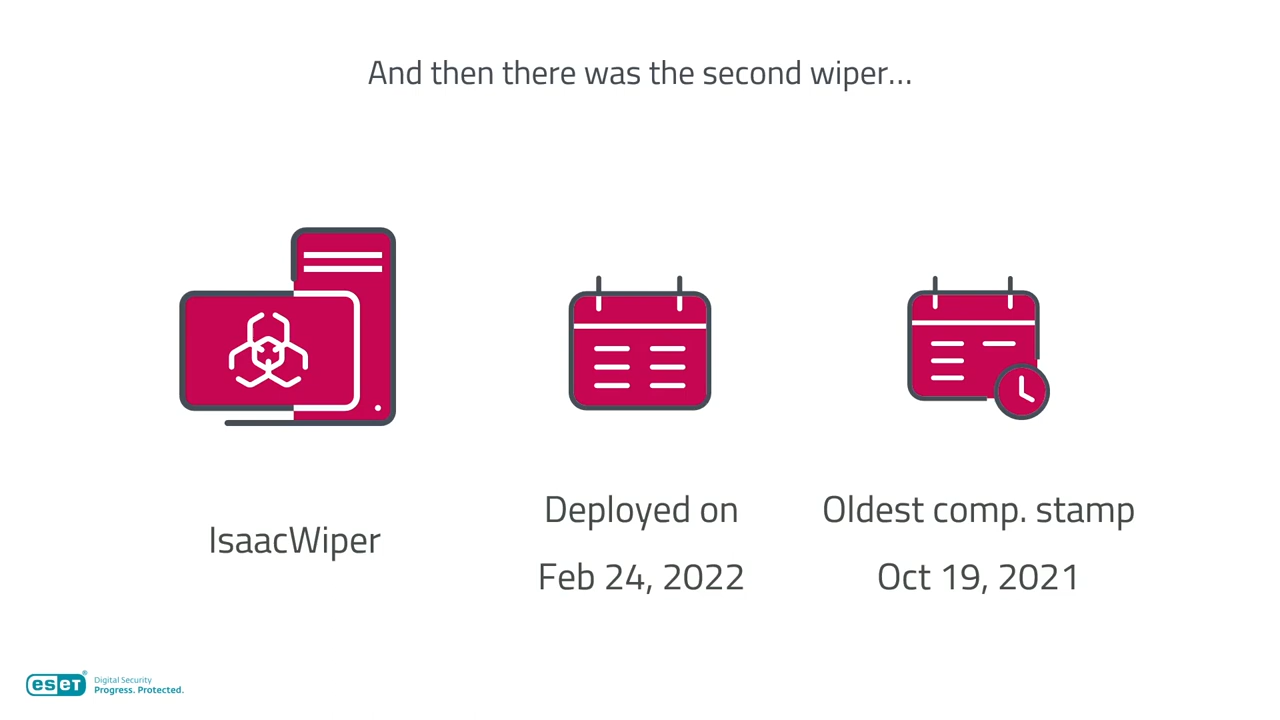 And then there was the second wiper...
IsaacWiper
Deployed on
Feb 24, 2022
Oldest comp. stamp
Oct 19, 2021
eset®
Digital Security
Progress. Protected.